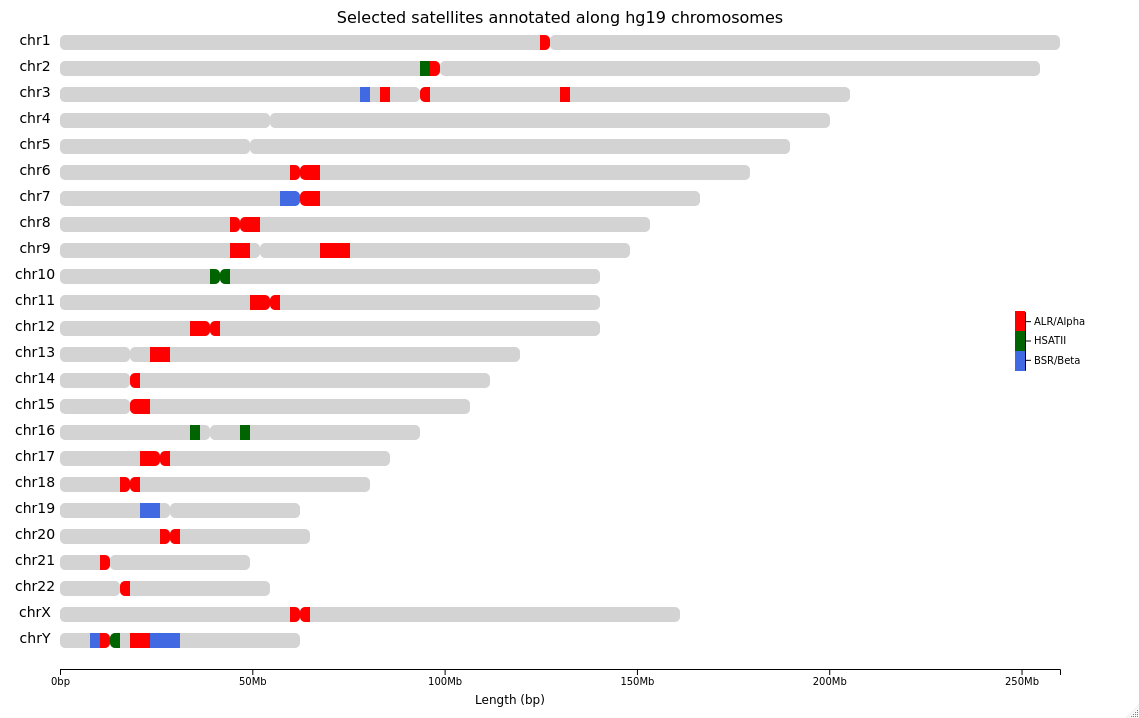 Selected satellites annotated along hg19 chromosomes
chr1
chr2
chr3
chr4
chr5
chr6
chr7
chr8
chr9
chr10
chr11
chr12
chr13
chr14
chr15
chr16
chr17
chr18
chr19
chr20
chr21
chr22
chrX
chrY
ALR/Alpha
HSATII
BSR/Beta
0bp 50Mb 100Mb 150Mb 200Mb 250Mb
Length (bp)